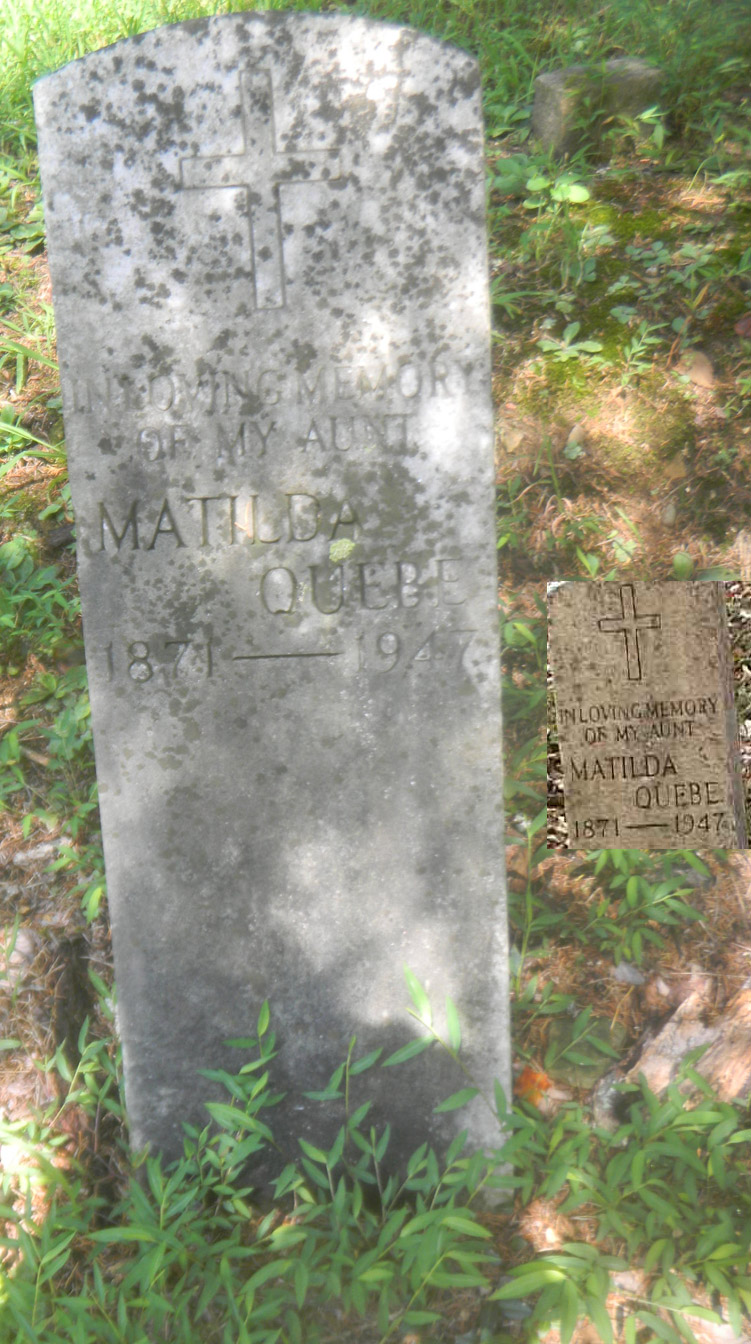 IN LOVING MEMORY
OF MY AUNT
MATILDA
QUEBE
1871 — 1947
IN LOVING MEMORY
OF MY AUNT
MATILDA
QUEBE
1871 — 1947